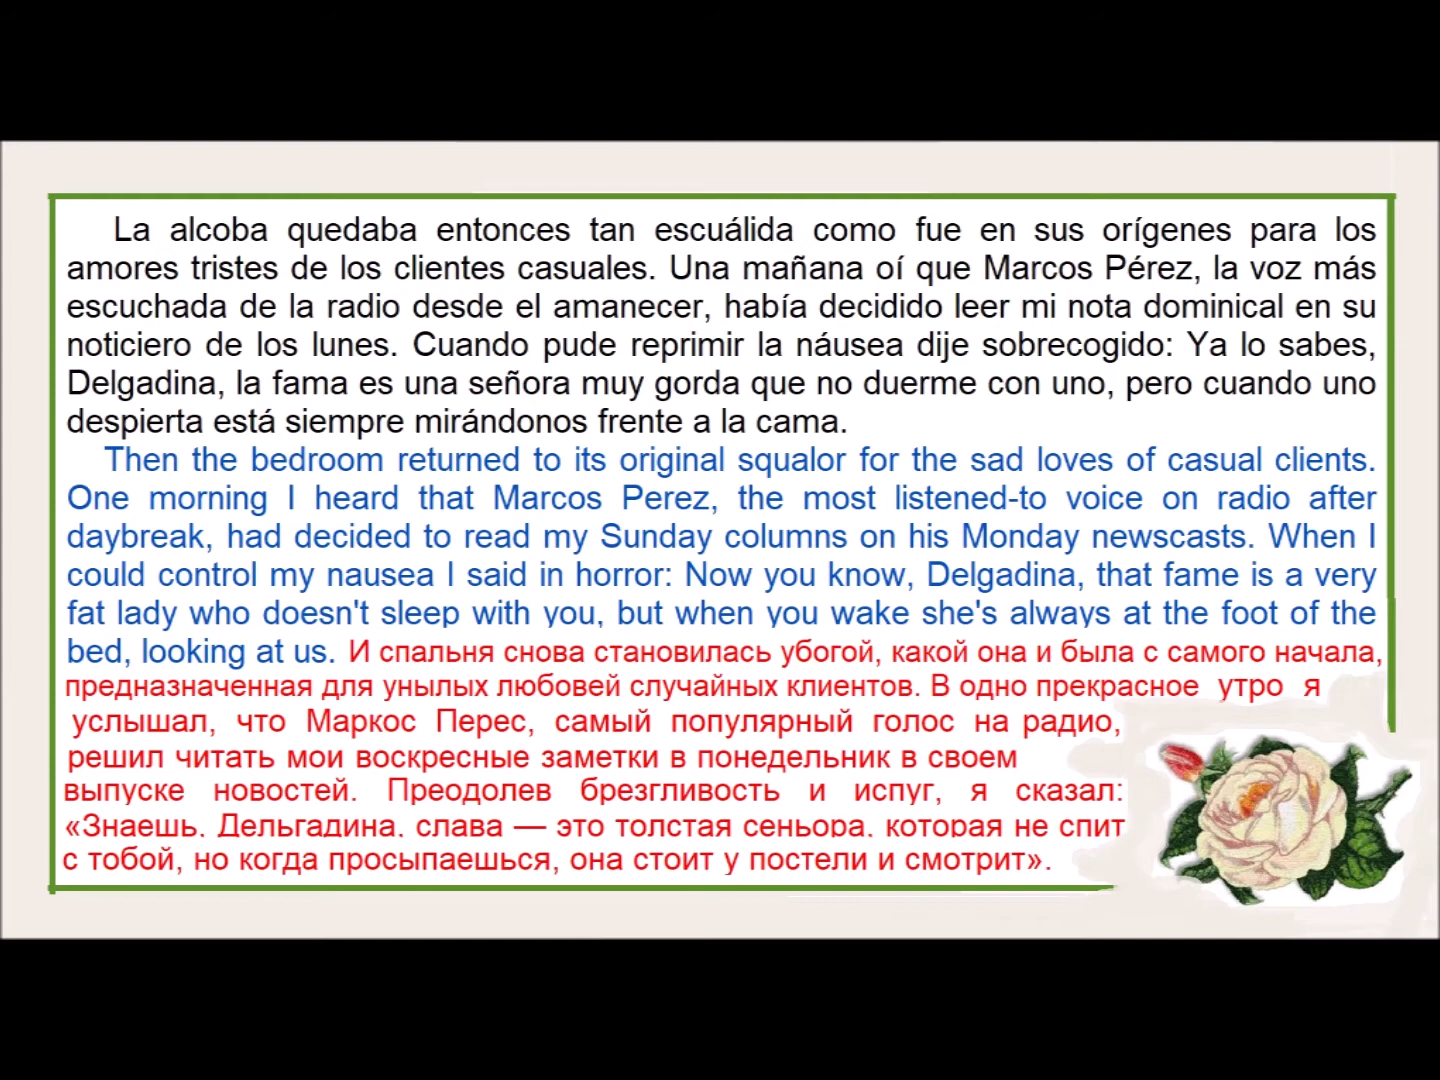 La alcoba quedaba entonces tan escuálida como fue en sus orígenes para los
amores tristes de los clientes casuales. Una mañana oí que Marcos Pérez, la voz más
escuchada de la radio desde el amanecer, había decidido leer mi nota dominical en su
noticiero de los lunes. Cuando pude reprimir la náusea dije sobrecogido: Ya lo sabes,
Delgadina, la fama es una señora muy gorda que no duerme con uno, pero cuando uno
despierta está siempre mirándonos frente a la cama.
Then the bedroom returned to its original squalor for the sad loves of casual clients.
One morning I heard that Marcos Perez, the most listened-to voice on radio after
daybreak, had decided to read my Sunday columns on his Monday newscasts. When I
could control my nausea I said in horror: Now you know, Delgadina, that fame is a very
fat lady who doesn't sleep with you, but when you wake she's always at the foot of the
bed, looking at us. И спальня снова становилась убогой, какой она и была с самого начала,
предназначенная для унылых любовей случайных клиентов. В одно прекрасное утро я
услышал, что Маркос Перес, самый популярный голос на радио,
решил читать мои воскресные заметки в понедельник в своем
выпуске новостей. Преодолев брезгливость и испуг, я сказал:
«Знаешь, Дельгадина, слава — это толстая сеньора, которая не спит
с тобой, но когда просыпаешься, она стоит у постели и смотрит».